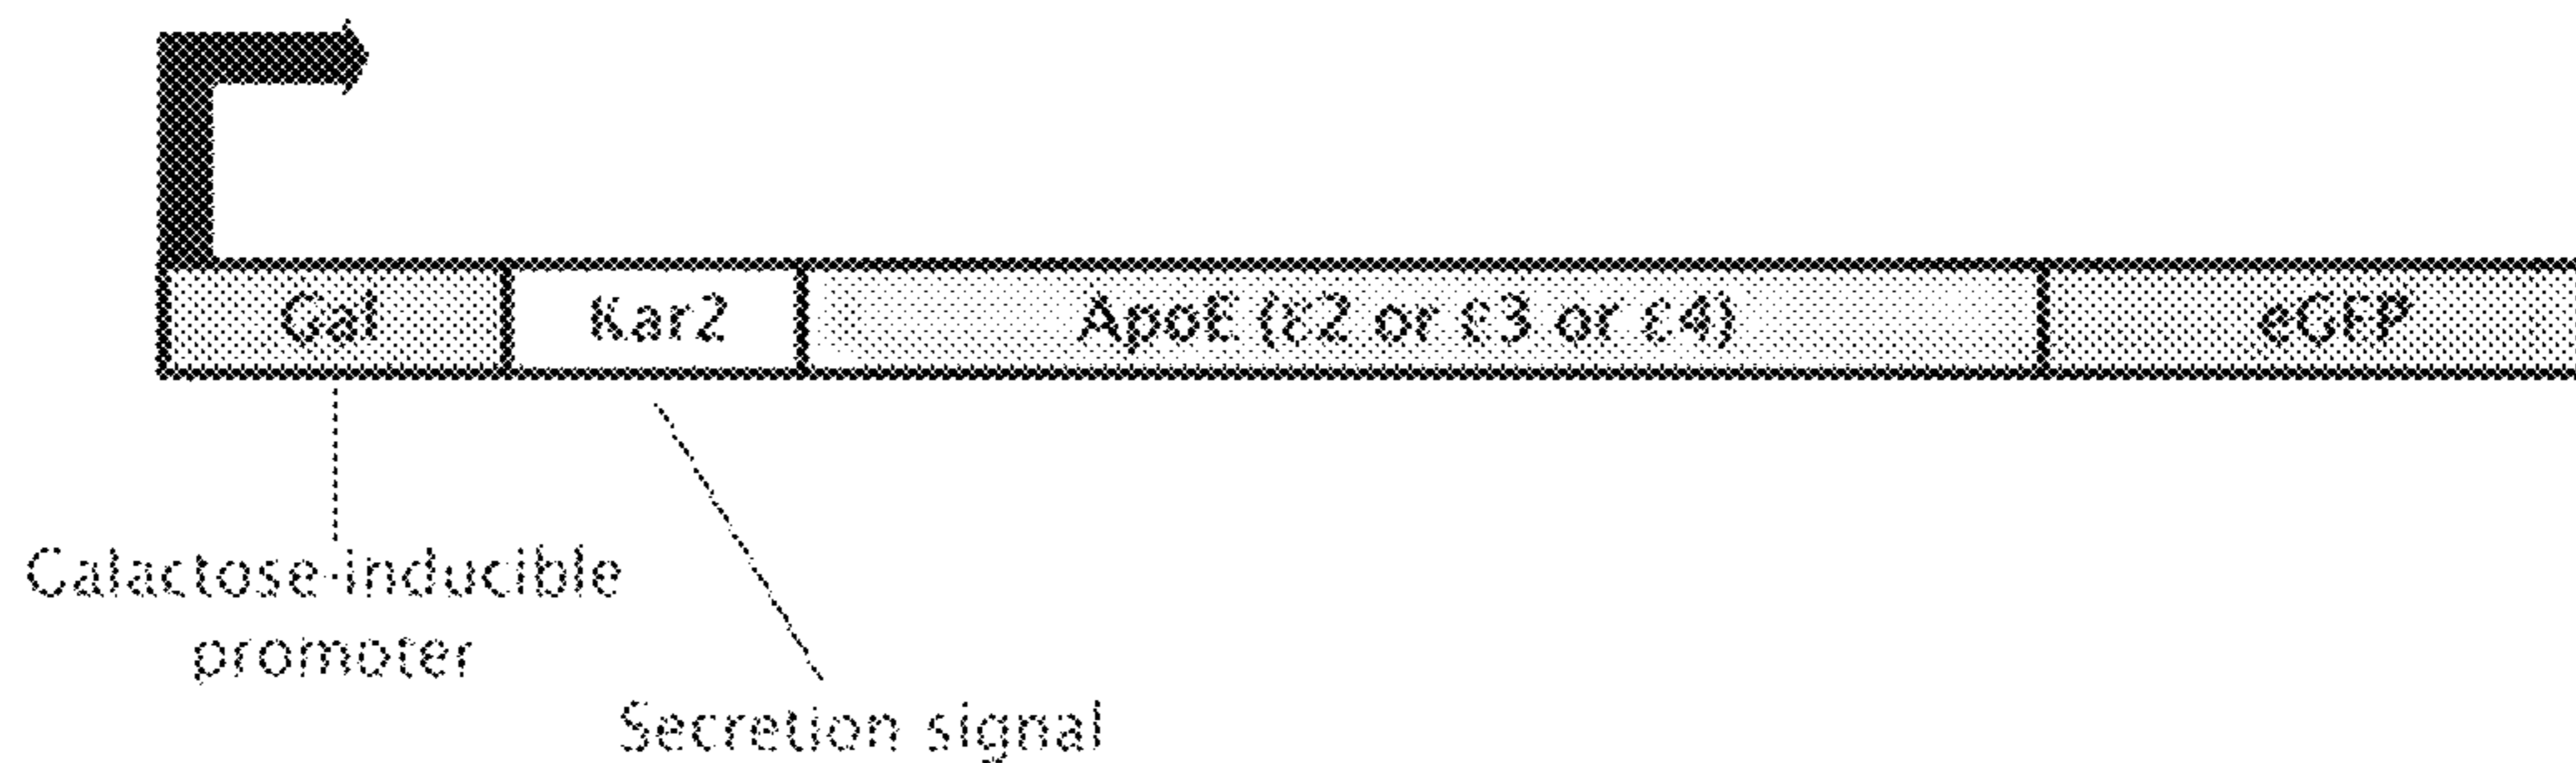 Gal
Kar2
ApoE (ε2 or ε3 or ε4)
eGFP
Galactose-inducible
promoter
Secretion signal